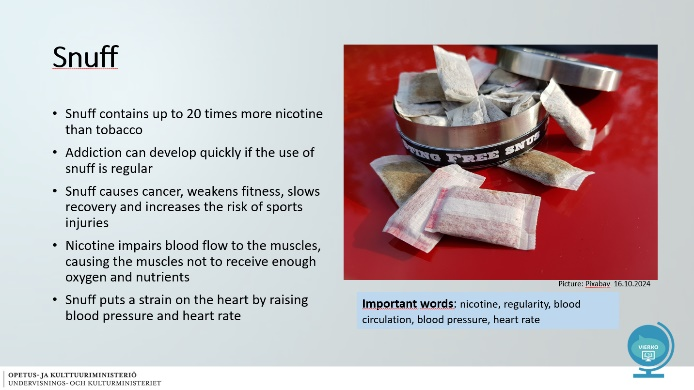 Snuff
• Snuff contains up to 20 times more nicotine
than tobacco
• Addiction can develop quickly if the use of
snuff is regular
• Snuff causes cancer, weakens fitness, slows
recovery and increases the risk of sports
injuries
• Nicotine impairs blood flow to the muscles,
causing the muscles not to receive enough
oxygen and nutrients
• Snuff puts a strain on the heart by raising
blood pressure and heart rate
FREE SNUS
Picture: Pixabay 16.10.2024
Important words: nicotine, regularity, blood
circulation, blood pressure, heart rate
VIERKO
OPETUS- JA KULTTUURIMINISTERIÖ
UNDERVISNINGS- OCH KULTURMINISTERIET